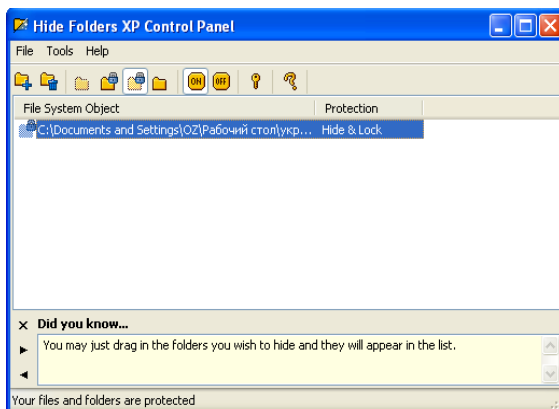 Hide Folders XP Control Panel
File Tools Help
ON OFF
File System Object Protection
C:\Documents and Settings\OZ\Рабочий стол\укр... Hide & Lock
Did you know...
You may just drag in the folders you wish to hide and they will appear in the list.
Your files and folders are protected